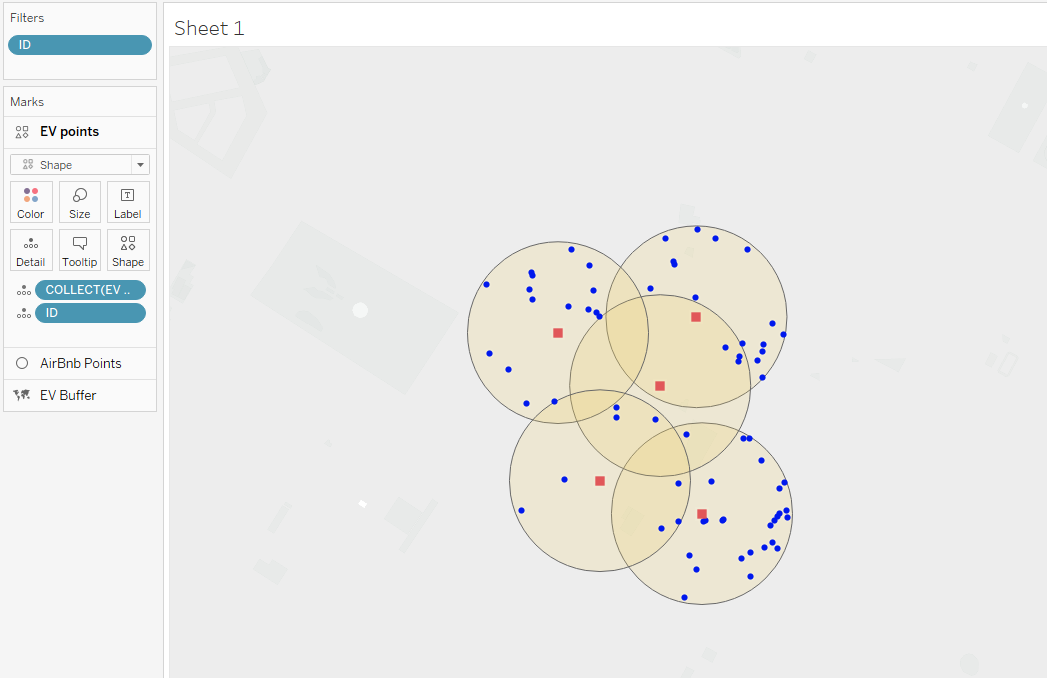 Filters
ID
Marks
EV points
Shape
Color
Size
Label
Detail
Tooltip
Shape
COLLECT(EV ..
ID
AirBnb Points
EV Buffer
Sheet 1